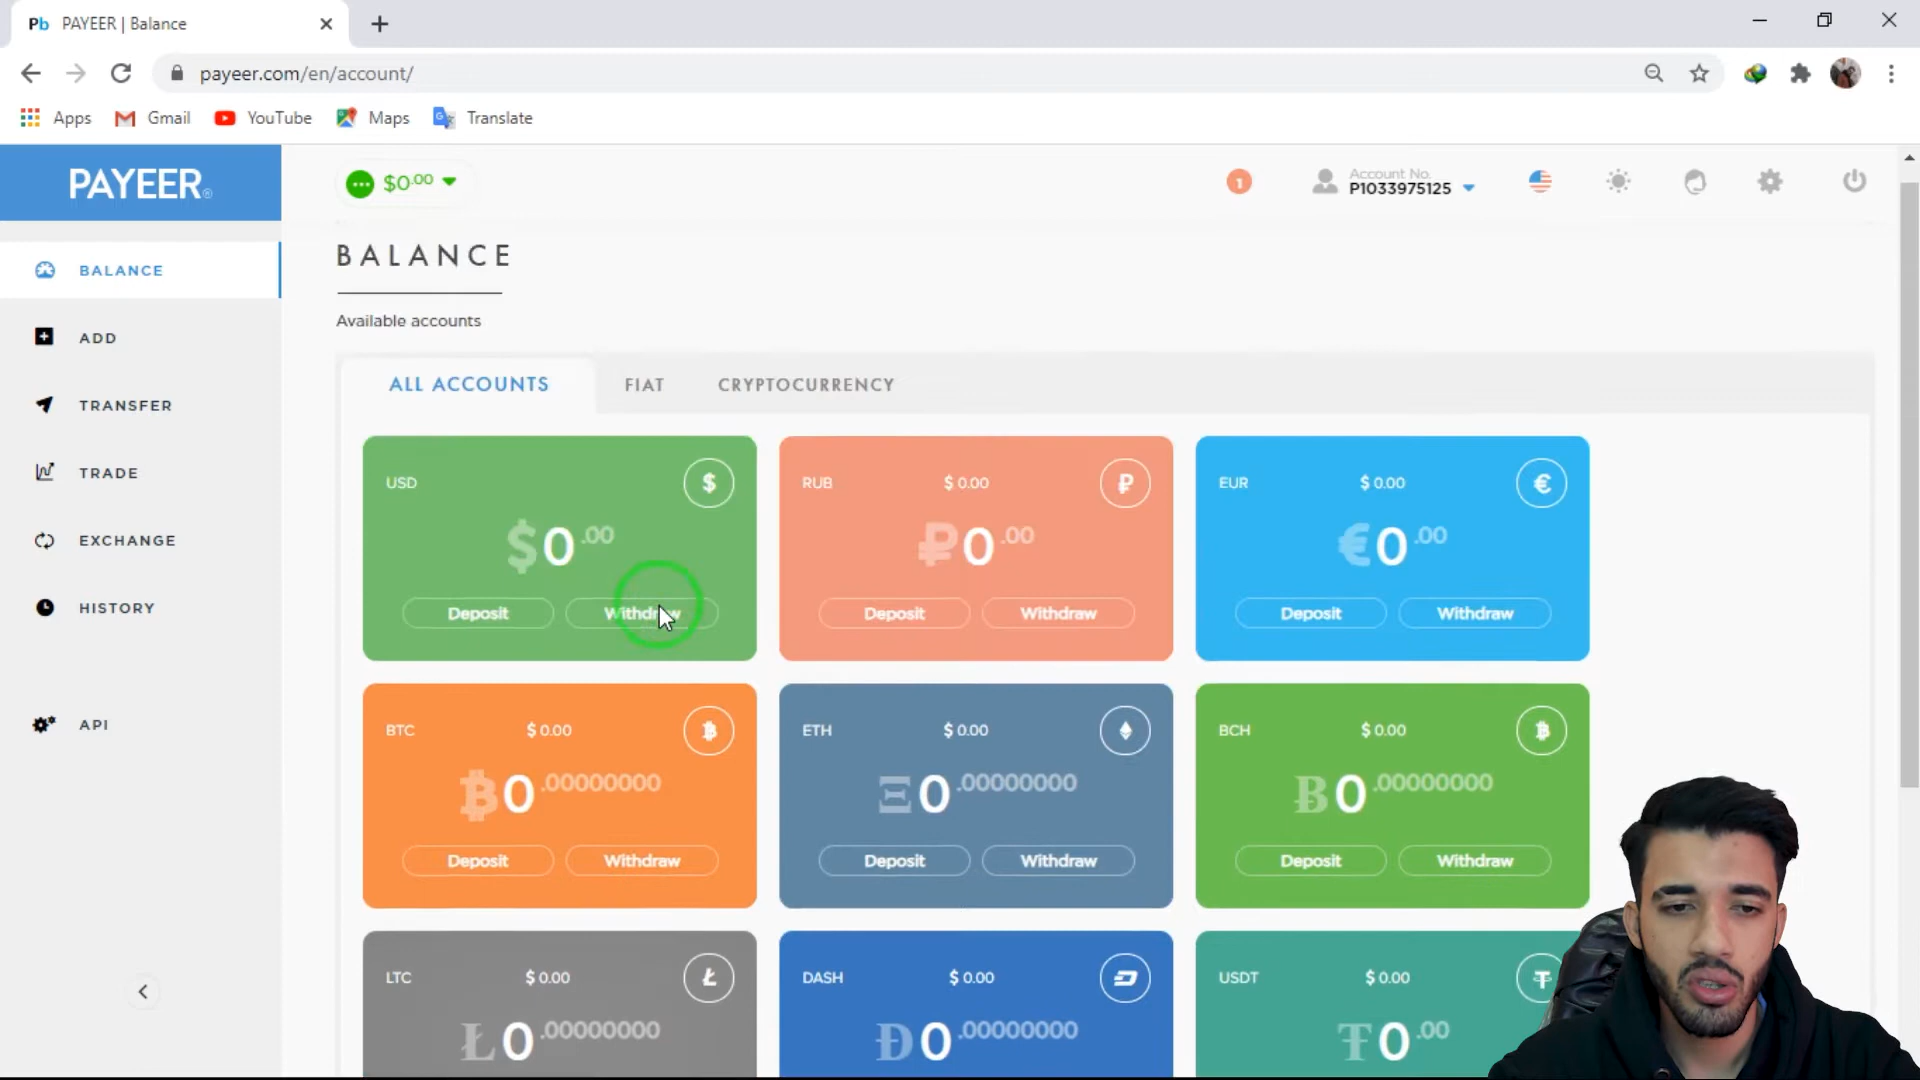 Pb PAYEER | Balance
payeer.com/en/account/
Apps Gmail YouTube Maps Translate
PAYEER®
$0.00
1
Account No.
P1033975125
BALANCE
ADD
TRANSFER
TRADE
EXCHANGE
HISTORY
API
BALANCE
Available accounts
ALL ACCOUNTS FIAT CRYPTOCURRENCY
USD $
$0.00
Deposit Withdraw
RUB $ 0.00 ₽
₽0.00
Deposit Withdraw
EUR $ 0.00 €
€0.00
Deposit Withdraw
BTC $ 0.00
₿0.00000000
Deposit Withdraw
ETH $ 0.00
Ξ0.00000000
Deposit Withdraw
BCH $ 0.00
Ƀ0.00000000
Deposit Withdraw
LTC $ 0.00 Ł
Ł0.00000000
DASH $ 0.00
Đ0.00000000
USDT $ 0.00 ₮
₮0.00